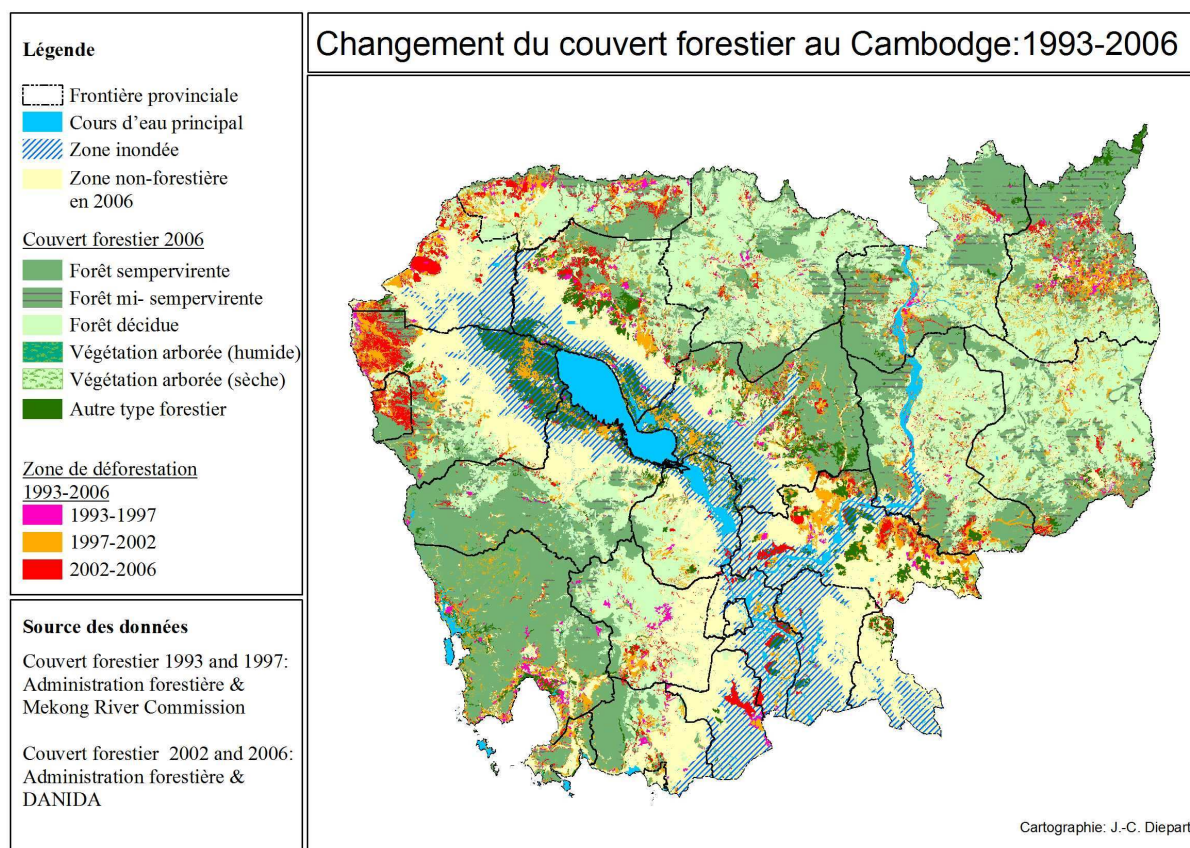 Changement du couvert forestier au Cambodge:1993-2006
Légende
Frontière provinciale
Cours d'eau principal
Zone inondée
Zone non-forestière
en 2006
Couvert forestier 2006
Forêt sempervirente
Forêt mi- sempervirente
Forêt décidue
Végétation arborée (humide)
Végétation arborée (sèche)
Autre type forestier
Zone de déforestation
1993-2006
1993-1997
1997-2002
2002-2006
Source des données
Couvert forestier 1993 and 1997:
Administration forestière &
Mekong River Commission
Couvert forestier 2002 and 2006:
Administration forestière &
DANIDA
Cartographie: J.-C. Diepart